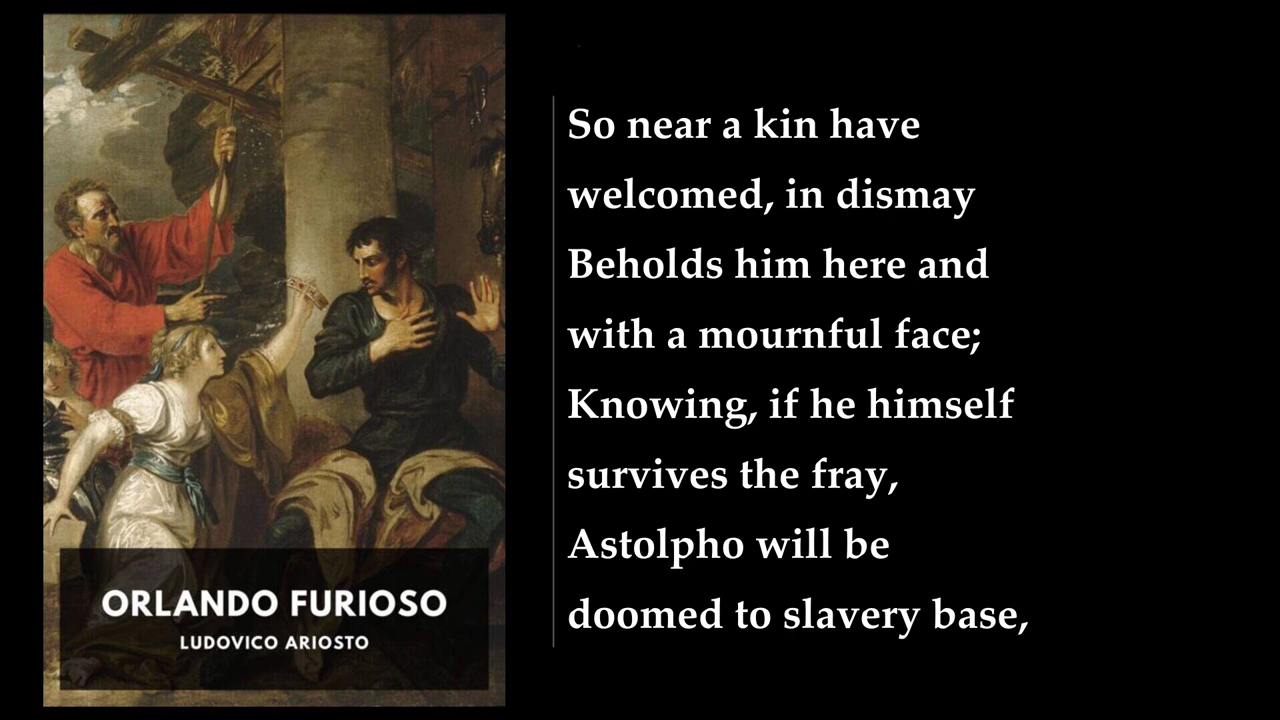 ORLANDO FURIOSO
LUDOVICO ARIOSTO
So near a kin have
welcomed, in dismay
Beholds him here and
with a mournful face;
Knowing, if he himself
survives the fray,
Astolpho will be
doomed to slavery base,